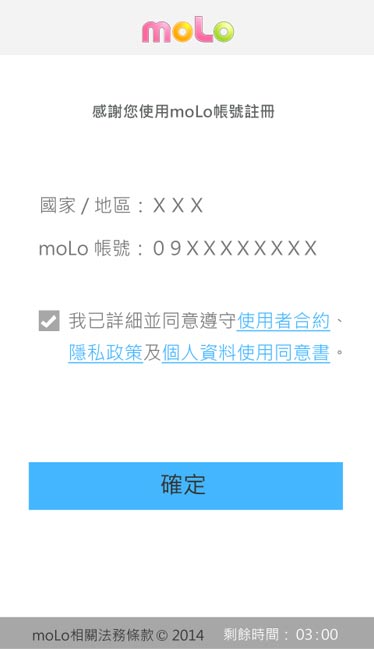 moLo
感謝您使用moLo帳號註冊
國家 / 地區： X X X
moLo 帳號： 0 9 X X X X X X X X
我已詳細並同意遵守使用者合約、
隱私政策及個人資料使用同意書。
確定
moLo相關法務條款© 2014 剩餘時間： 03 : 00